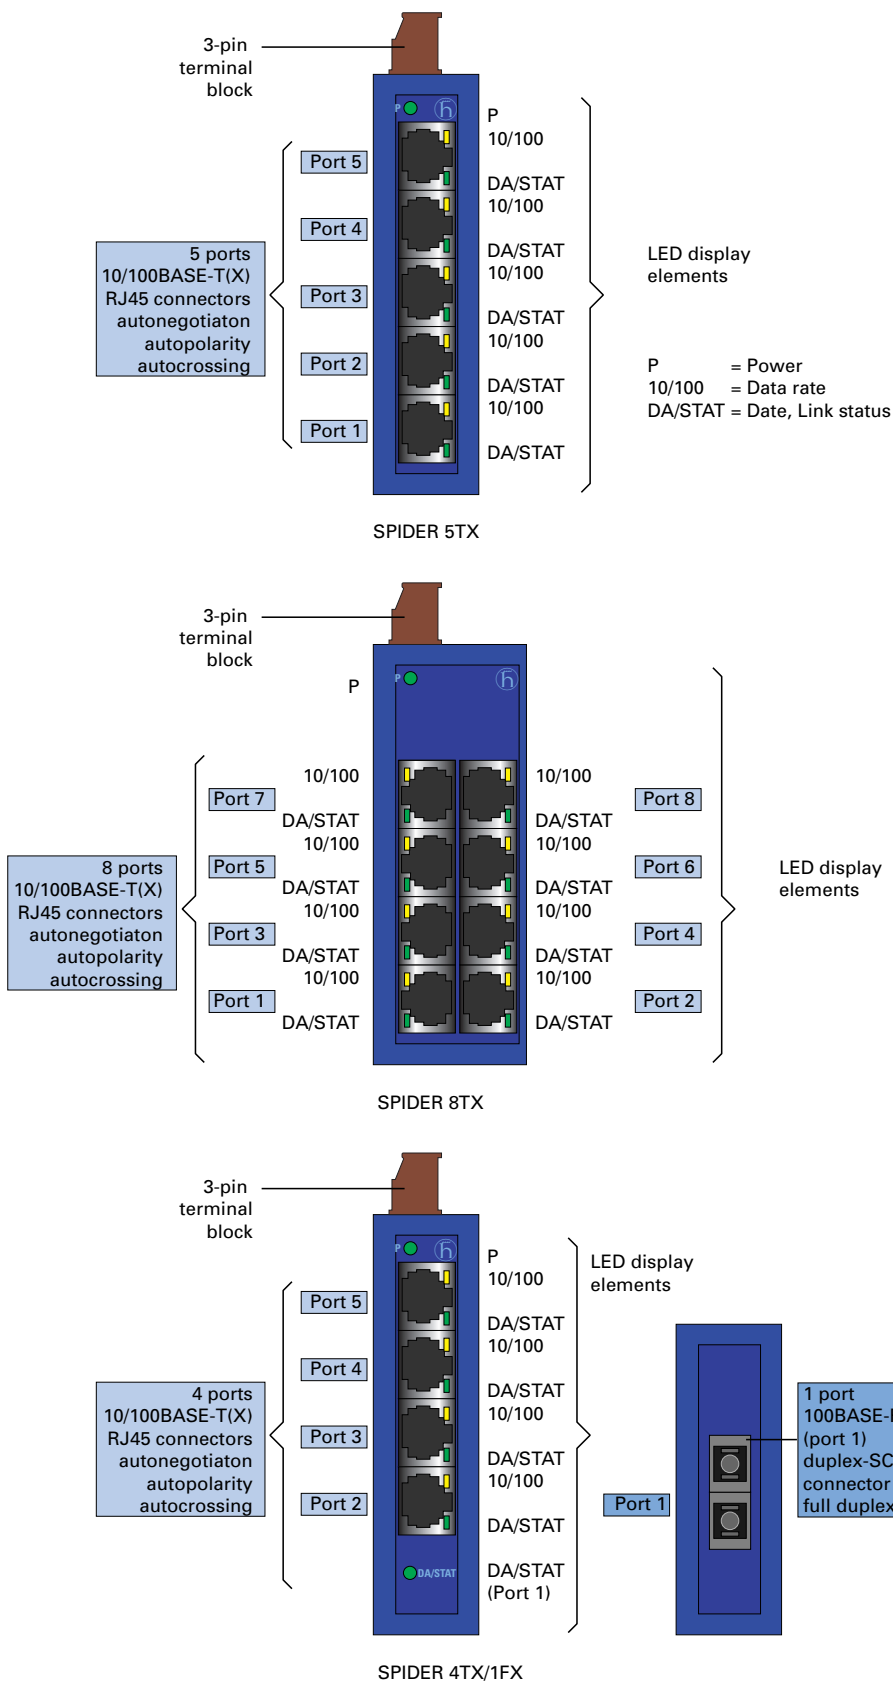 3-pin
terminal
block
P
P
10/100
Port 5
DA/STAT
10/100
Port 4
DA/STAT
10/100
Port 3
DA/STAT
10/100
Port 2
DA/STAT
10/100
Port 1
DA/STAT
5 ports
10/100BASE-T(X)
RJ45 connectors
autonegotiaton
autopolarity
autocrossing
LED display
elements
P = Power
10/100 = Data rate
DA/STAT = Date, Link status
SPIDER 5TX
3-pin
terminal
block
P
P
10/100
10/100
Port 7
Port 8
DA/STAT
DA/STAT
10/100
10/100
Port 5
Port 6
DA/STAT
DA/STAT
10/100
10/100
Port 3
Port 4
DA/STAT
DA/STAT
10/100
10/100
Port 1
Port 2
DA/STAT
DA/STAT
8 ports
10/100BASE-T(X)
RJ45 connectors
autonegotiaton
autopolarity
autocrossing
LED display
elements
SPIDER 8TX
3-pin
terminal
block
P
P
10/100
Port 5
DA/STAT
10/100
Port 4
DA/STAT
10/100
Port 3
DA/STAT
10/100
Port 2
DA/STAT
DA/STAT
DA/STAT
(Port 1)
4 ports
10/100BASE-T(X)
RJ45 connectors
autonegotiaton
autopolarity
autocrossing
LED display
elements
Port 1
1 port
(port 1)
duplex-SC
connector
full duplex
SPIDER 4TX/1FX